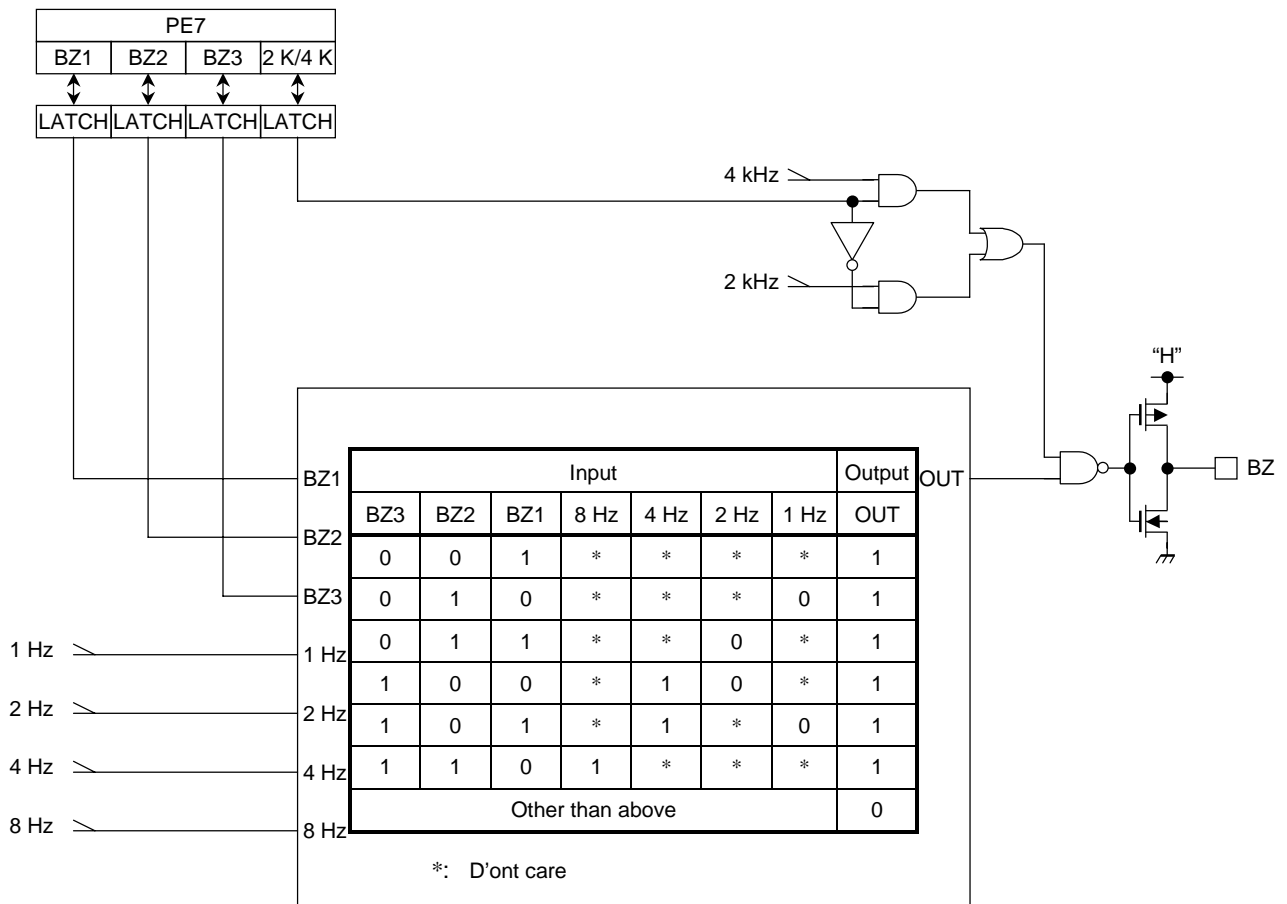 PE7
BZ1 BZ2 BZ3 2 K/4 K
LATCH LATCH LATCH LATCH
4 kHz
2 kHz
“H”
BZ
BZ1
BZ2
BZ3
1 Hz 1 Hz
2 Hz 2 Hz
4 Hz 4 Hz
8 Hz 8 Hz
OUT
Input Output
BZ3 BZ2 BZ1 8 Hz 4 Hz 2 Hz 1 Hz OUT
0 0 1 * * * * 1
0 1 0 * * * 0 1
0 1 1 * * 0 * 1
1 0 0 * 1 0 * 1
1 0 1 * 1 * 0 1
1 1 0 1 * * * 1
Other than above 0
*: D’ont care